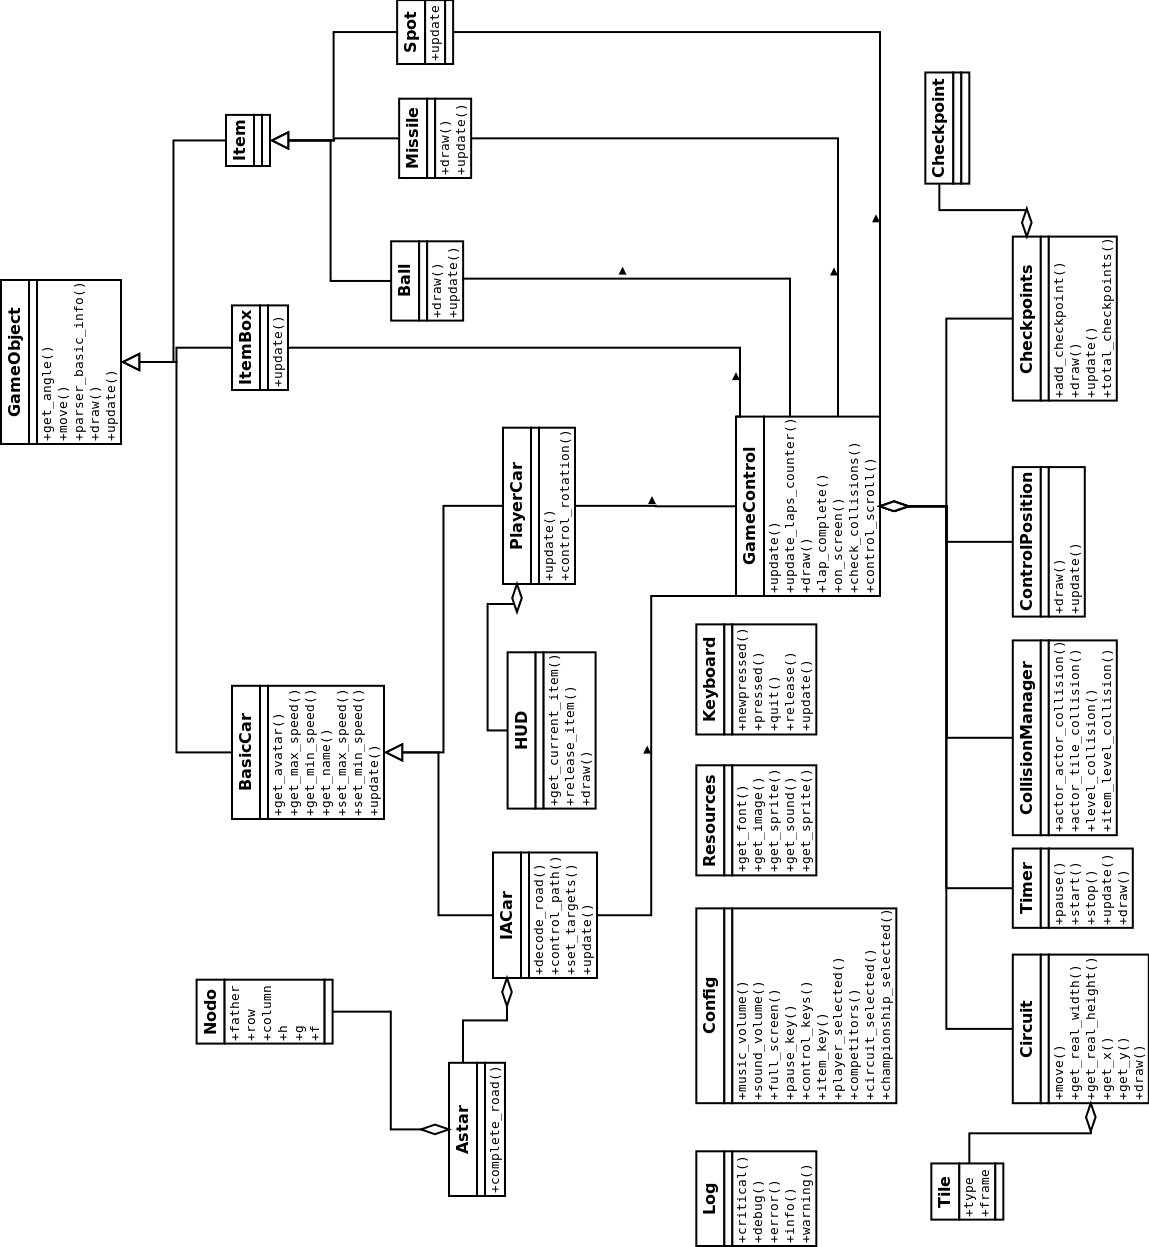 GameObject
+get_angle()
+move()
+parser_basic_info()
+draw()
+update()
Item
ItemBox
+update()
BasicCar
+get_avatar()
+get_max_speed()
+get_min_speed()
+get_name()
+set_max_speed()
+set_min_speed()
+update()
Nodo
+father
+row
+column
+h
+g
+f
Spot
+update
Missile
+draw()
+update()
Ball
+draw()
+update()
PlayerCar
+update()
+control_rotation()
HUD
+get_current_item()
+release_item()
+draw()
IACar
+decode_road()
+control_path()
+set_targets()
+update()
Astar
+complete_road()
GameControl
+update()
+update_laps_counter()
+draw()
+lap_complete()
+on_screen()
+check_collisions()
+control_scroll()
Keyboard
+newpressed()
+pressed()
+quit()
+release()
+update()
Resources
+get_font()
+get_image()
+get_sprite()
+get_sound()
+get_sprite()
Config
+music_volume()
+sound_volume()
+full_screen()
+pause_key()
+control_keys()
+item_key()
+player_selected()
+competitors()
+circuit_selected()
+championship_selected()
Log
+critical()
+debug()
+error()
+info()
+warning()
Checkpoint
Checkpoints
+add_checkpoint()
+draw()
+update()
+total_checkpoints()
ControlPosition
+draw()
+update()
CollisionManager
+actor_actor_collision()
+actor_tile_collision()
+level_collision()
+item_level_collision()
Timer
+pause()
+start()
+stop()
+update()
+draw()
Circuit
+move()
+get_real_width()
+get_real_height()
+get_x()
+get_y()
+draw()
Tile
+type
+frame